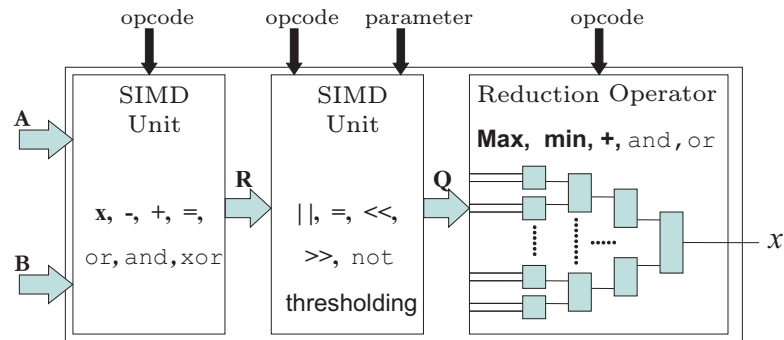 opcode opcode parameter opcode
SIMD Unit
SIMD Unit
Reduction Operator
A
B
R
Q
x, -, +, =,
or, and, xor
||, =, <<,
>>, not
thresholding
Max, min, +, and, or
x